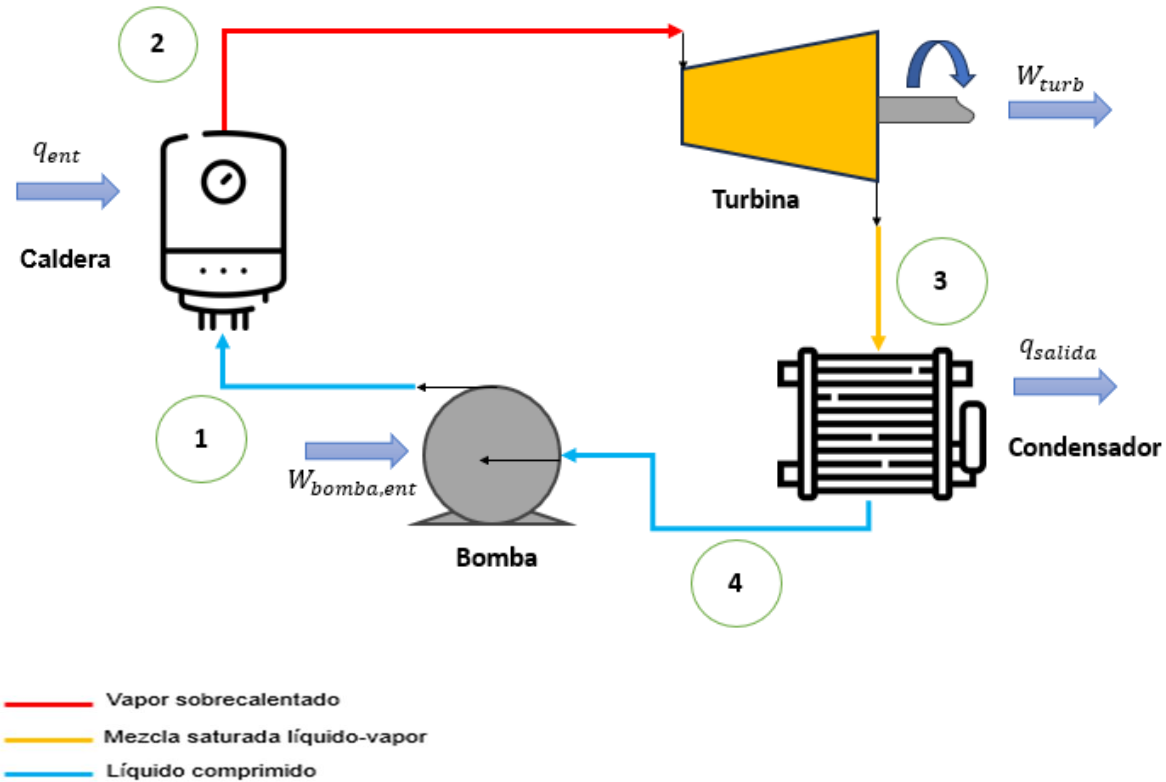 2
W_turb
q_ent
Turbina
Caldera
3
q_salida
1
Condensador
W_bomba,ent
Bomba
4
Vapor sobrecalentado
Mezcla saturada líquido-vapor
Líquido comprimido